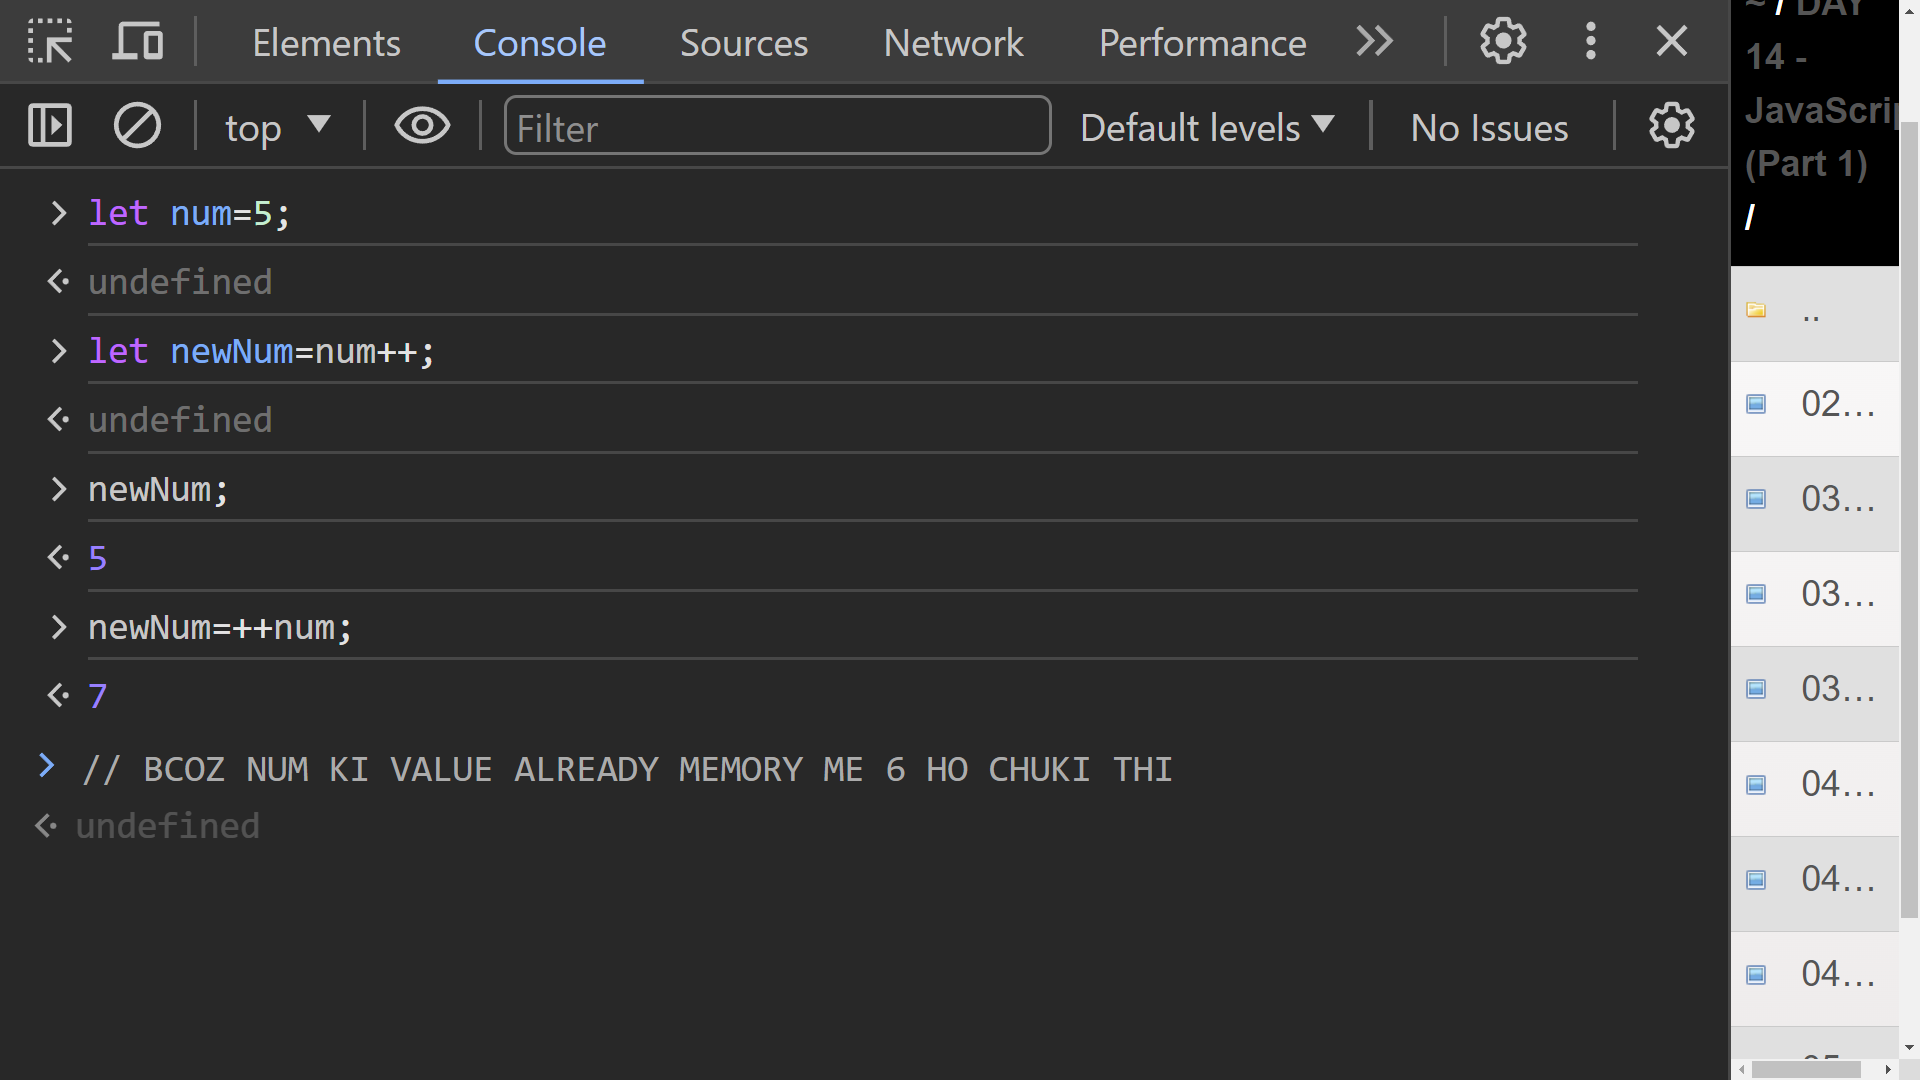 Elements Console Sources Network Performance
top Filter Default levels No Issues
let num=5;
undefined
let newNum=num++;
undefined
newNum;
5
newNum=++num;
7
// BCOZ NUM KI VALUE ALREADY MEMORY ME 6 HO CHUKI THI
undefined
~ / DAY
14 -
JavaScrip
(Part 1)
/
..
02...
03...
03...
03...
04...
04...
04...